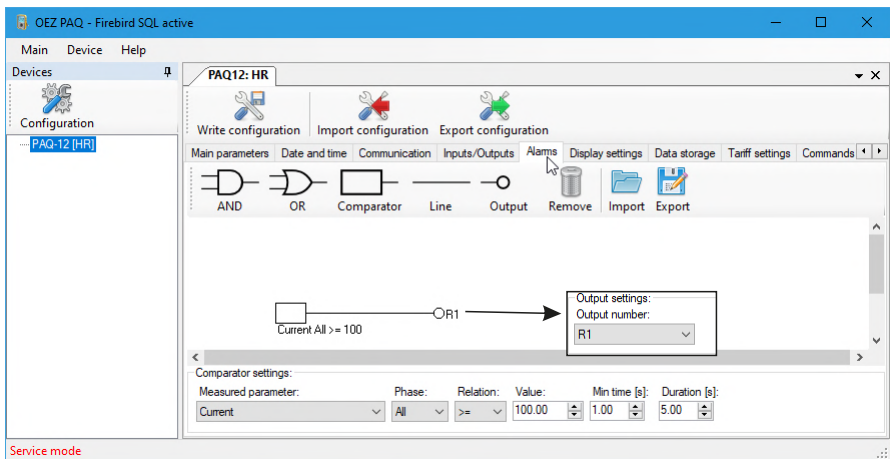 OEZ PAQ - Firebird SQL active
Main Device Help
Devices
Configuration
PAQ-12 [HR]
PAQ12: HR
Write configuration Import configuration Export configuration
Main parameters Date and time Communication Inputs/Outputs Alarms Display settings Data storage Tariff settings Commands
AND OR Comparator Line Output Remove Import Export
Current All >= 100
R1
Output settings:
Output number:
R1
Comparator settings:
Measured parameter: Phase: Relation: Value: Min time [s]: Duration [s]:
Current All >= 100.00 1.00 5.00
Service mode